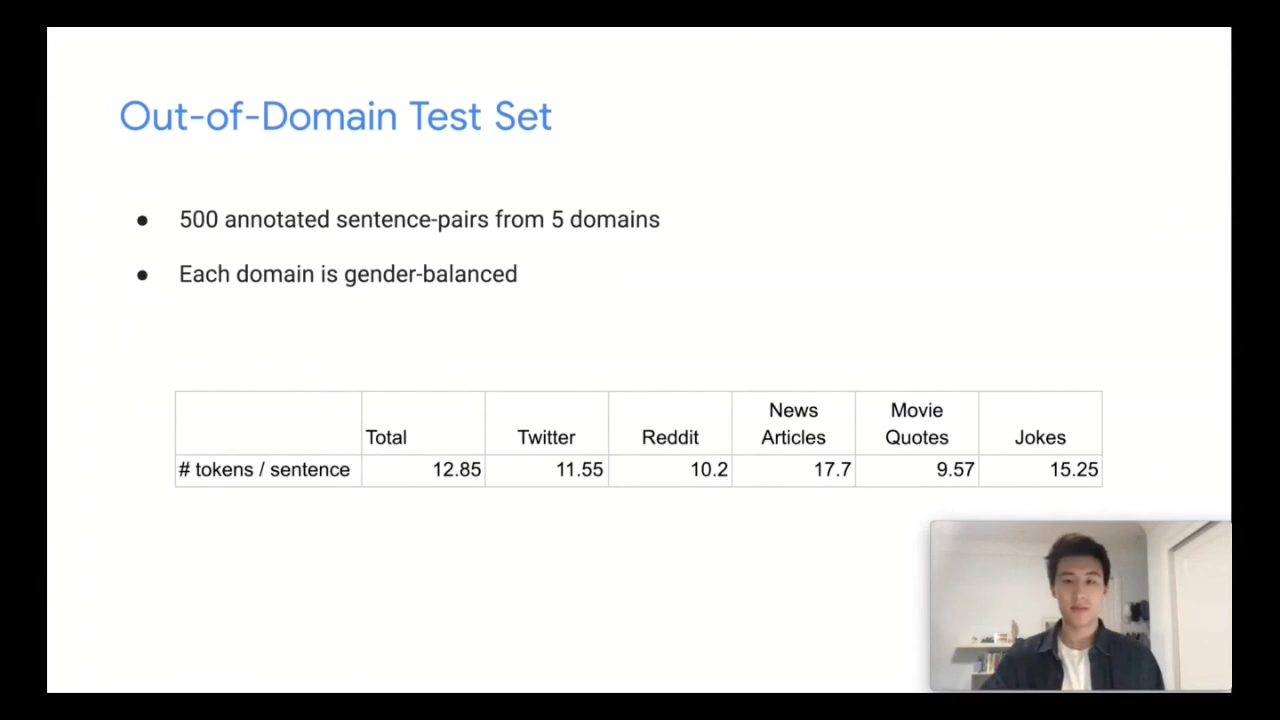 Out-of-Domain Test Set
● 500 annotated sentence-pairs from 5 domains
● Each domain is gender-balanced
Total Twitter Reddit News Articles Movie Quotes Jokes
# tokens / sentence 12.85 11.55 10.2 17.7 9.57 15.25